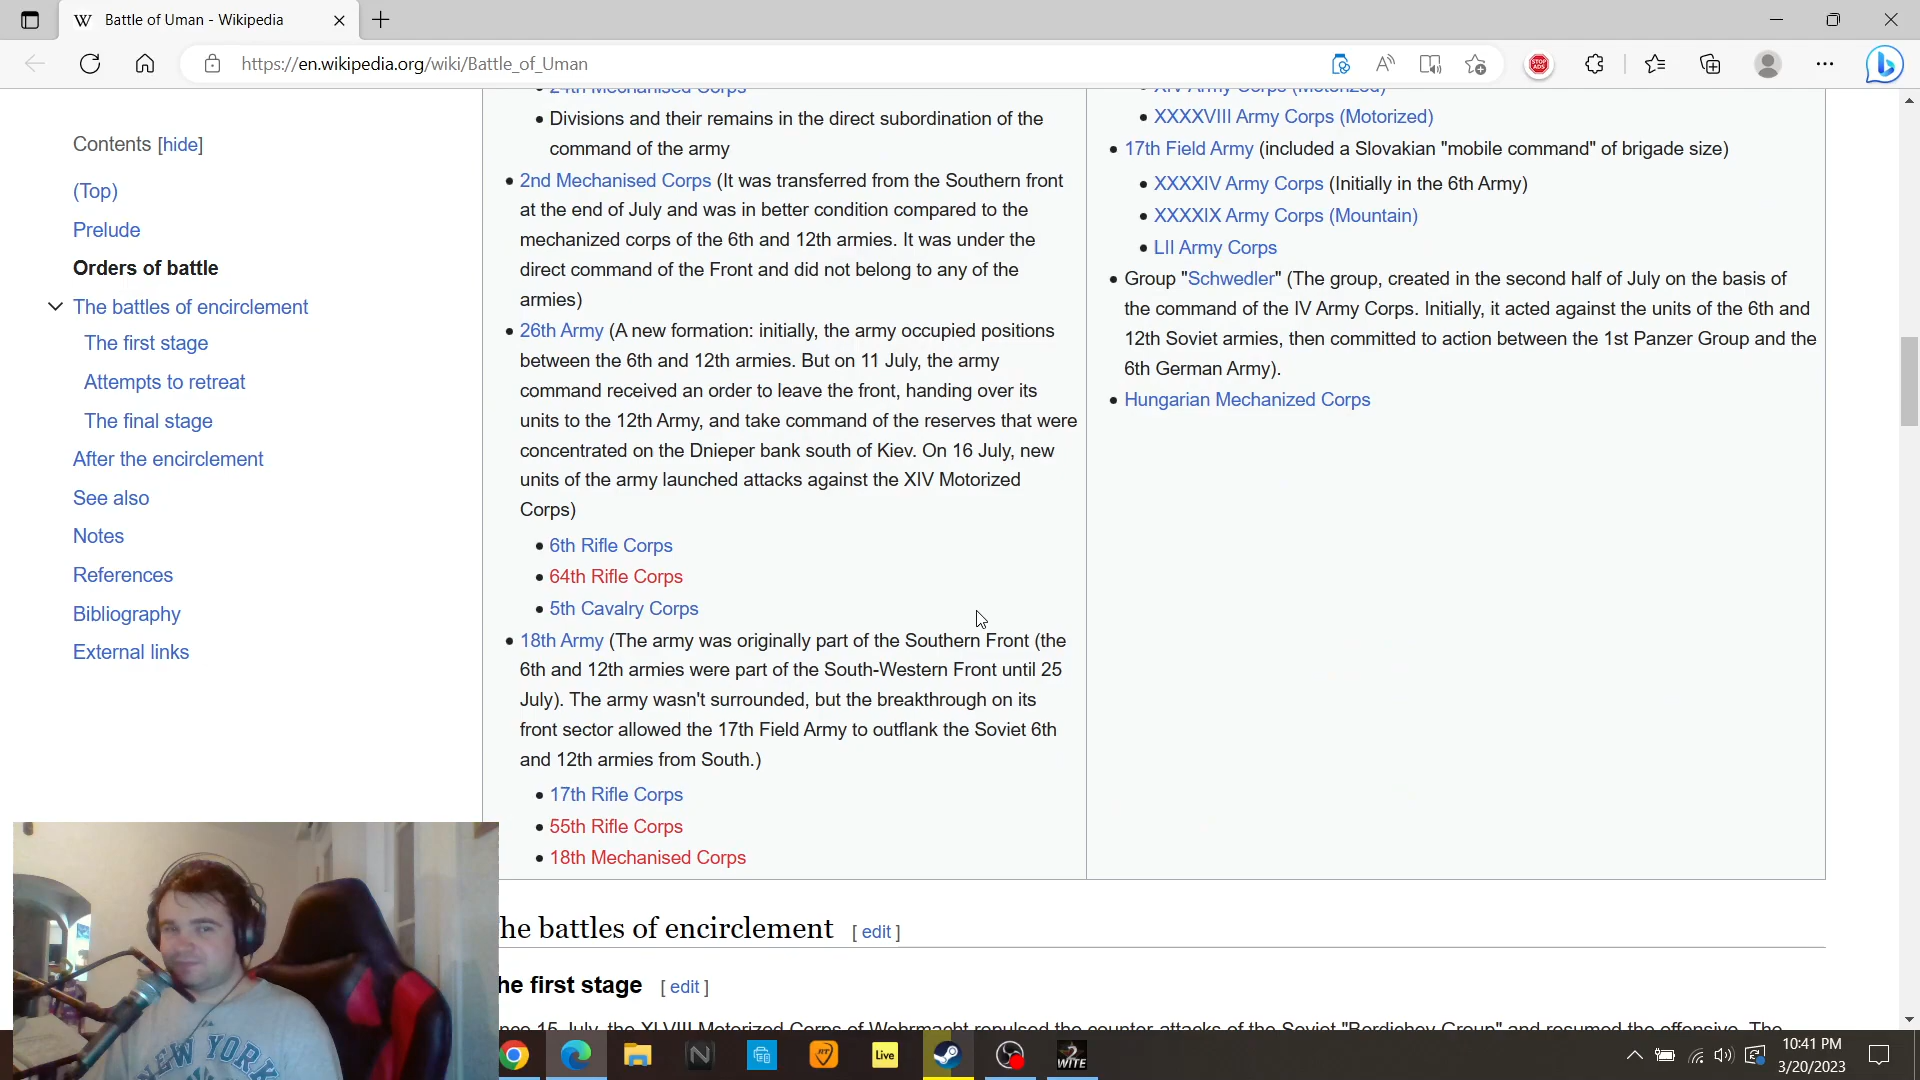 Battle of Uman - Wikipedia
https://en.wikipedia.org/wiki/Battle_of_Uman
STOP ADS
Contents [hide]
(Top)
Prelude
Orders of battle
The battles of encirclement
The first stage
Attempts to retreat
The final stage
After the encirclement
See also
Notes
References
Bibliography
External links
24th Mechanised Corps
Divisions and their remains in the direct subordination of the
command of the army
2nd Mechanised Corps (It was transferred from the Southern front
at the end of July and was in better condition compared to the
mechanized corps of the 6th and 12th armies. It was under the
direct command of the Front and did not belong to any of the
armies)
26th Army (A new formation: initially, the army occupied positions
between the 6th and 12th armies. But on 11 July, the army
command received an order to leave the front, handing over its
units to the 12th Army, and take command of the reserves that were
concentrated on the Dnieper bank south of Kiev. On 16 July, new
units of the army launched attacks against the XIV Motorized
Corps)
6th Rifle Corps
64th Rifle Corps
5th Cavalry Corps
18th Army (The army was originally part of the Southern Front (the
6th and 12th armies were part of the South-Western Front until 25
July). The army wasn't surrounded, but the breakthrough on its
front sector allowed the 17th Field Army to outflank the Soviet 6th
and 12th armies from South.)
17th Rifle Corps
55th Rifle Corps
18th Mechanised Corps
XIV Army Corps (Motorized)
XXXXVIII Army Corps (Motorized)
17th Field Army (included a Slovakian "mobile command" of brigade size)
XXXXIV Army Corps (Initially in the 6th Army)
XXXXIX Army Corps (Mountain)
LII Army Corps
Group "Schwedler" (The group, created in the second half of July on the basis of
the command of the IV Army Corps. Initially, it acted against the units of the 6th and
12th Soviet armies, then committed to action between the 1st Panzer Group and the
6th German Army).
Hungarian Mechanized Corps
he battles of encirclement [ edit ]
he first stage [ edit ]
nce 15 July, the XLVIII Motorized Corps of Wehrmacht repulsed the counter-attacks of the Soviet "Berdichev Group" and resumed the offensive. The
NEW YORK
Live
2
WITE
10:41 PM
3/20/2023